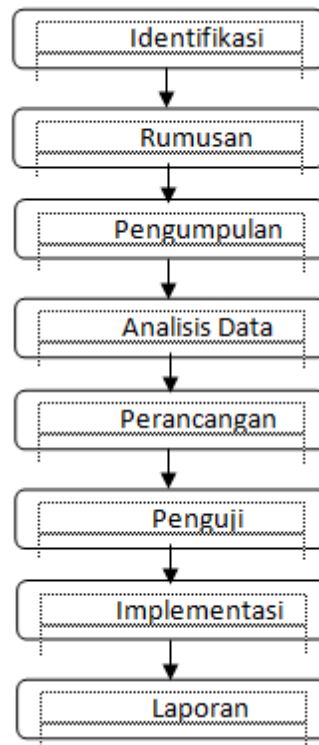 Identifikasi
Rumusan
Pengumpulan
Analisis Data
Perancangan
Penguji
Implementasi
Laporan